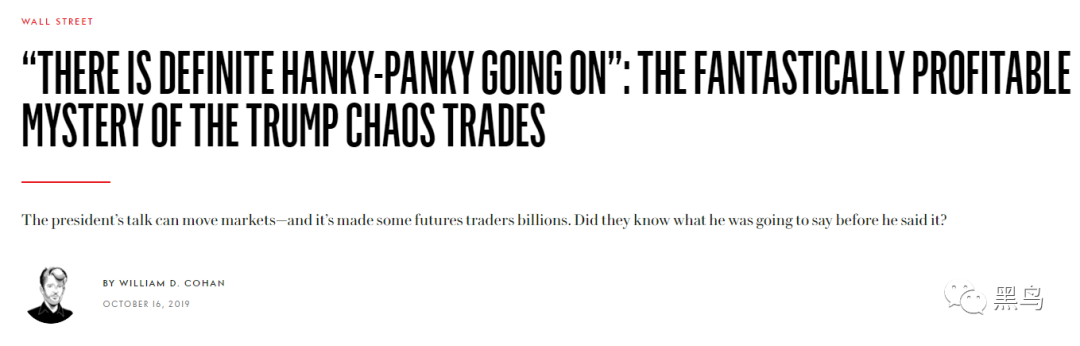 WALL STREET
“THERE IS DEFINITE HANKY-PANKY GOING ON”: THE FANTASTICALLY PROFITABLE
MYSTERY OF THE TRUMP CHAOS TRADES
The president’s talk can move markets—and it’s made some futures traders billions. Did they know what he was going to say before he said it?
BY WILLIAM D. COHAN
OCTOBER 16, 2019
黑鸟